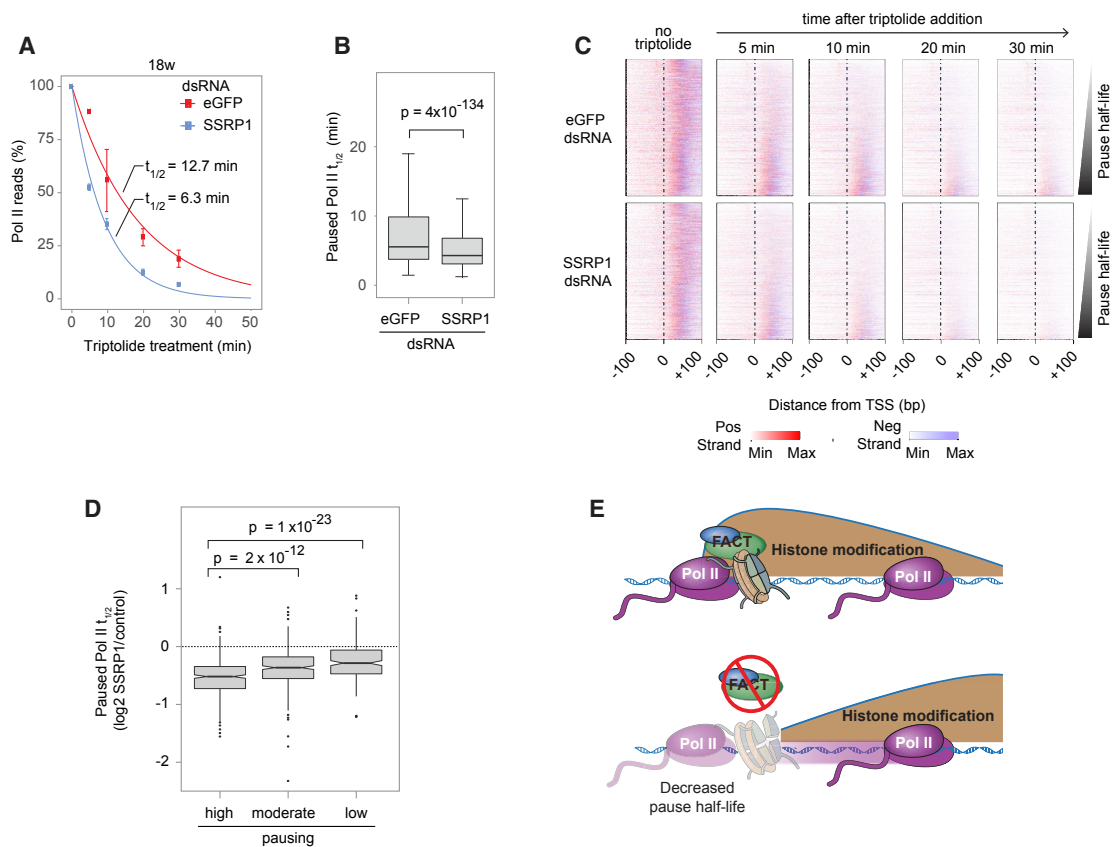 A
18w
dsRNA
eGFP
SSRP1
t1/2 = 12.7 min
t1/2 = 6.3 min
Pol II reads (%)
100
75
50
25
0
0 10 20 30 40 50
Triptolide treatment (min)
B
p = 4x10-134
Paused Pol II t1/2 (min)
20
10
0
eGFP SSRP1
dsRNA
C
time after triptolide addition
no
triptolide
5 min 10 min 20 min 30 min
eGFP
dsRNA
SSRP1
dsRNA
Pause half-life
Pause half-life
-100 0 +100 -100 0 +100 -100 0 +100 -100 0 +100 -100 0 +100
Distance from TSS (bp)
Pos
Strand
Min Max
Neg
Strand
Min Max
D
p = 1x10-23
p = 2 x 10-12
Paused Pol II t1/2
(log2 SSRP1/control)
1
0
-1
-2
high moderate low
pausing
E
FACT
Histone modification
Pol II Pol II
FACT
Histone modification
Pol II Pol II
Decreased
pause half-life